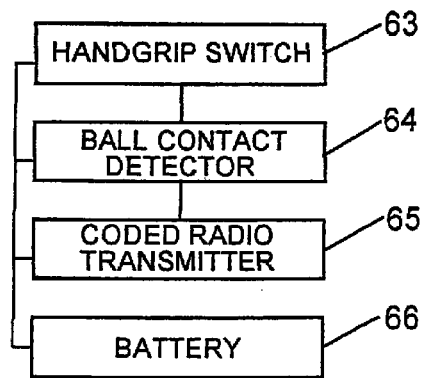 63
HANDGRIP SWITCH
64
BALL CONTACT
DETECTOR
65
CODED RADIO
TRANSMITTER
66
BATTERY